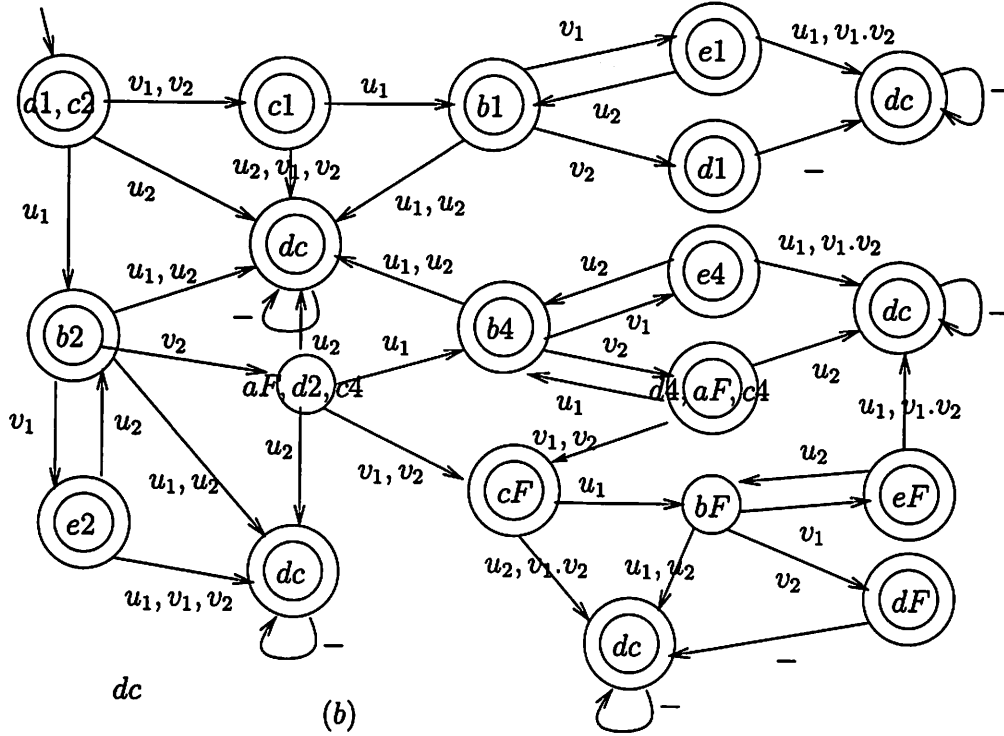 v₁
e1
u₁, v₁.v₂
d1, c2
v₁, v₂
c1
u₁
b1
u₂
dc
–
v₂
d1
–
u₂, v₁, v₂
u₂
u₁
u₁, u₂
dc
–
u₁, u₂
u₁, u₂
u₂
e4
u₁, v₁.v₂
dc
–
b2
v₂
u₂
u₁
b4
v₁
v₂
aF, d2, c4
d4, aF, c4
u₂
u₁
v₁
u₂
u₂
v₁, v₂
v₁, v₂
u₁, v₁.v₂
u₁, u₂
cF
u₁
bF
u₂
eF
e2
v₁
dc
u₂, v₁.v₂
u₁, u₂
v₂
dF
u₁, v₁, v₂
–
dc
–
–
dc
(b)